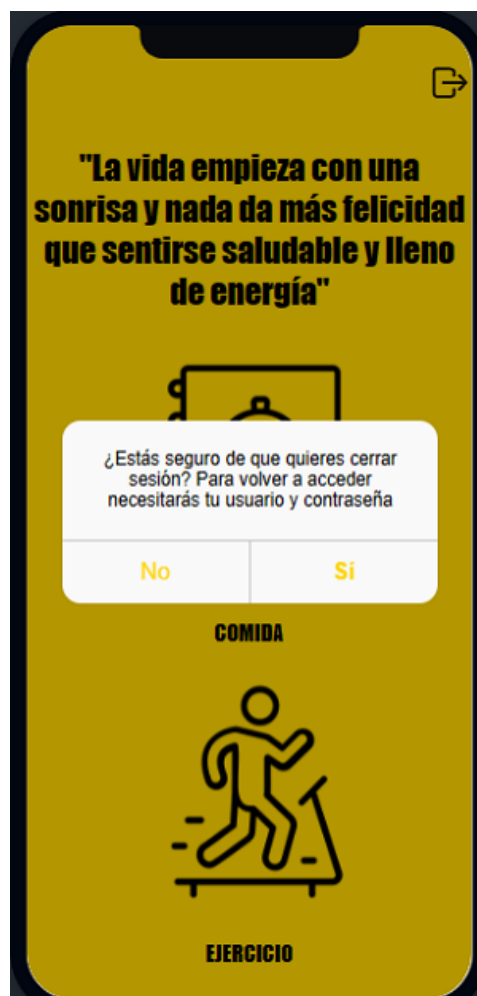 "La vida empieza con una
sonrisa y nada da más felicidad
que sentirse saludable y lleno
de energía"
¿Estás seguro de que quieres cerrar
sesión? Para volver a acceder
necesitarás tu usuario y contraseña
No
Sí
COMIDA
EJERCICIO